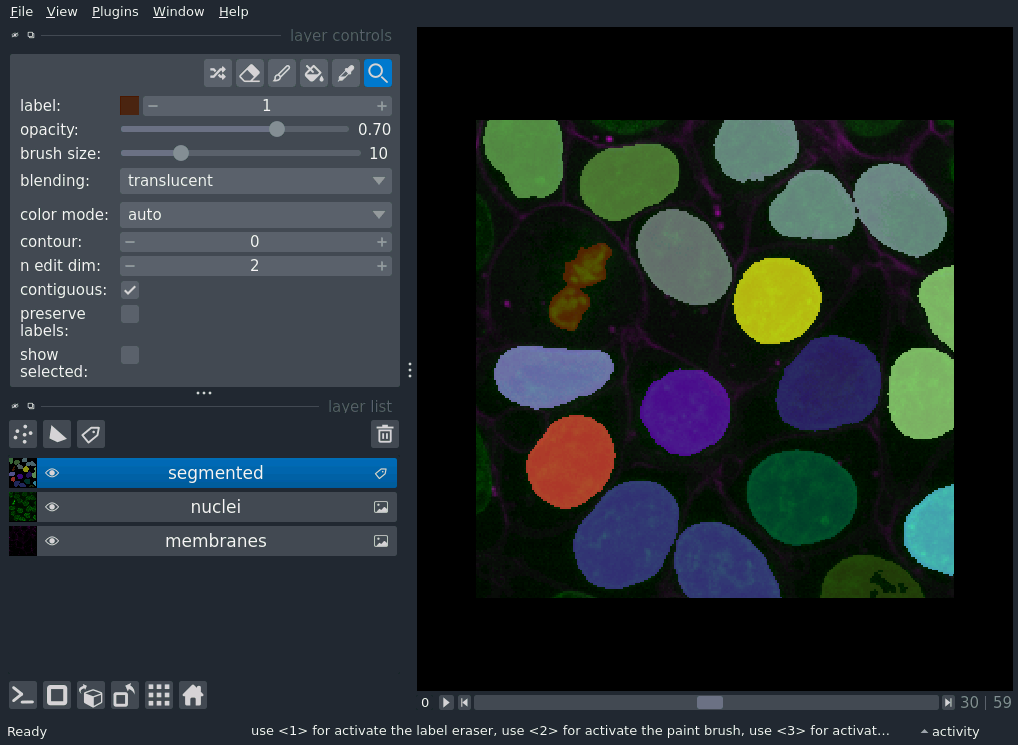 File View Plugins Window Help
layer controls
label: 1
opacity: 0.70
brush size: 10
blending: translucent
color mode: auto
contour: 0
n edit dim: 2
contiguous:
preserve
labels:
show
selected:
layer list
segmented
nuclei
membranes
0 30 | 59
Ready use <1> for activate the label eraser, use <2> for activate the paint brush, use <3> for activat... activity